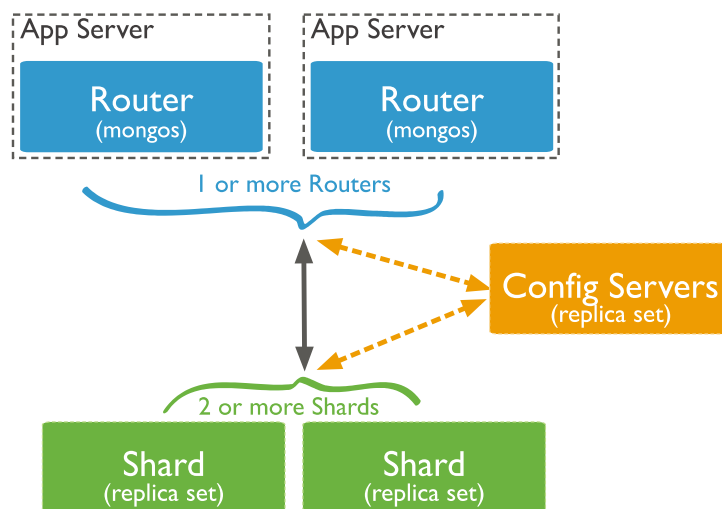 App Server
App Server
Router
(mongos)
Router
(mongos)
1 or more Routers
Config Servers
(replica set)
2 or more Shards
Shard
(replica set)
Shard
(replica set)